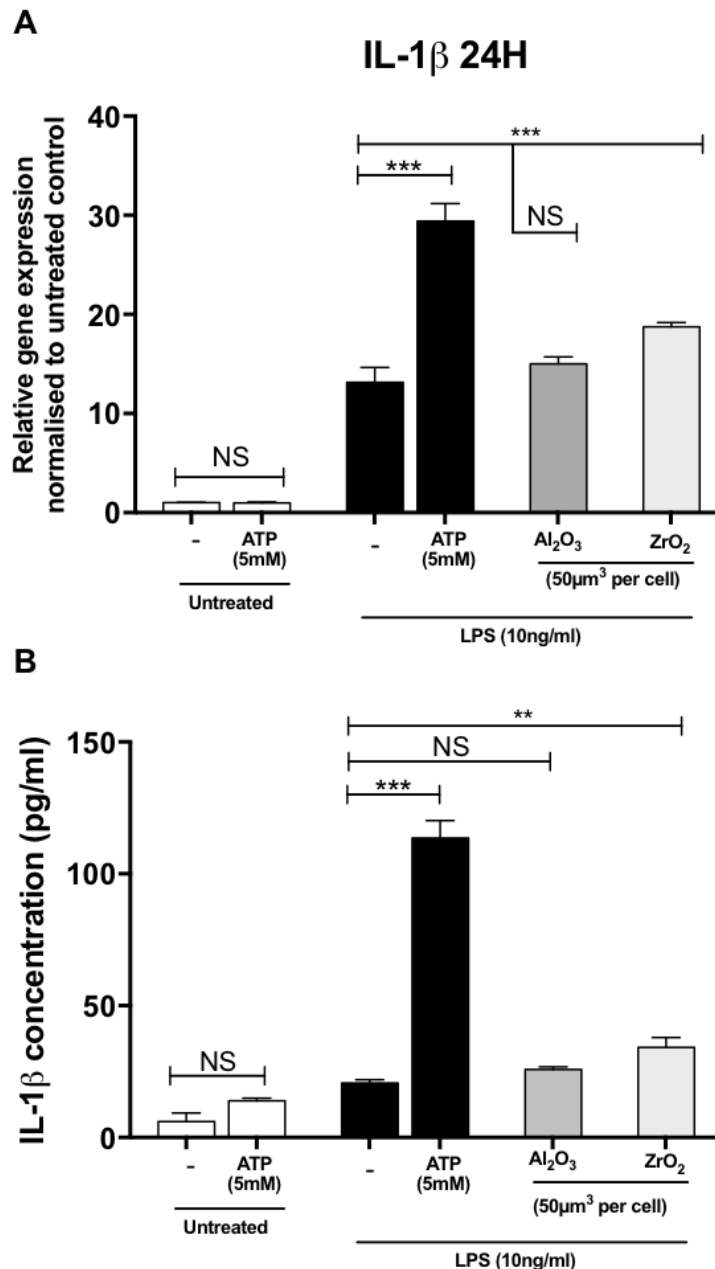 A
IL-1β 24H
Relative gene expression
normalised to untreated control
40
30
20
10
0
***
***
NS
NS
-
ATP
(5mM)
-
ATP
(5mM)
Al₂O₃
ZrO₂
(50µm³ per cell)
Untreated
LPS (10ng/ml)
B
IL-1β concentration (pg/ml)
150
100
50
0
**
NS
***
NS
-
ATP
(5mM)
-
ATP
(5mM)
Al₂O₃
ZrO₂
(50µm³ per cell)
Untreated
LPS (10ng/ml)